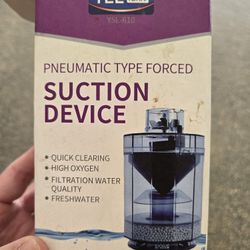 YSL-610
PNEUMATIC TYPE FORCED
SUCTION
DEVICE
• QUICK CLEARING
• HIGH OXYGEN
• FILTRATION WATER
QUALITY
• FRESHWATER